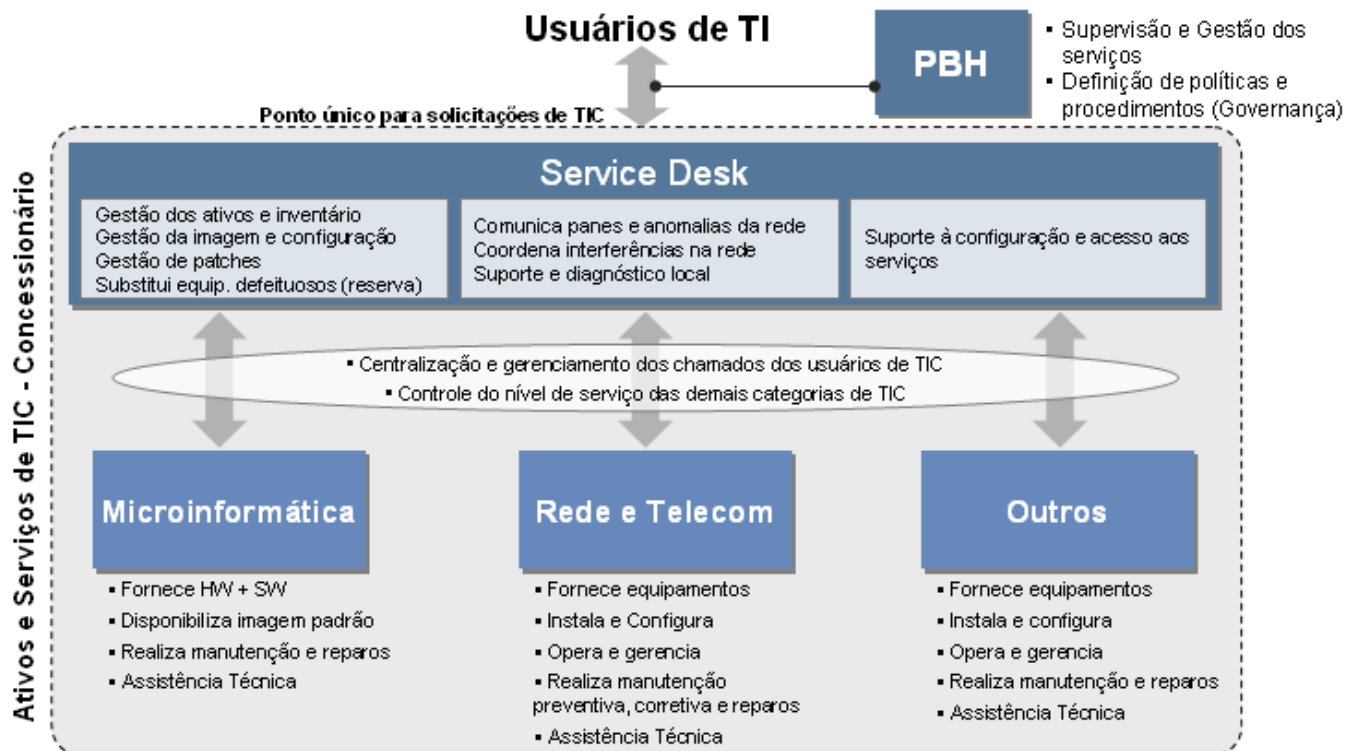 Usuários de TI
PBH
▪ Supervisão e Gestão dos
serviços
▪ Definição de políticas e
procedimentos (Governança)
Ponto único para solicitações de TIC
Ativos e Serviços de TIC - Concessionário
Service Desk
Gestão dos ativos e inventário
Gestão da imagem e configuração
Gestão de patches
Substitui equip. defeituosos (reserva)
Comunica panes e anomalias da rede
Coordena interferências na rede
Suporte e diagnóstico local
Suporte à configuração e acesso aos
serviços
▪ Centralização e gerenciamento dos chamados dos usuários de TIC
▪ Controle do nível de serviço das demais categorias de TIC
Microinformática
▪ Fornece HW + SW
▪ Disponibiliza imagem padrão
▪ Realiza manutenção e reparos
▪ Assistência Técnica
Rede e Telecom
▪ Fornece equipamentos
▪ Instala e Configura
▪ Opera e gerencia
▪ Realiza manutenção
preventiva, corretiva e reparos
▪ Assistência Técnica
Outros
▪ Fornece equipamentos
▪ Instala e configura
▪ Opera e gerencia
▪ Realiza manutenção e reparos
▪ Assistência Técnica